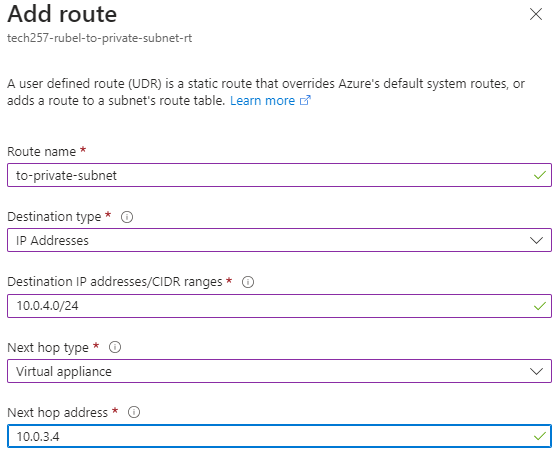 Add route
tech257-rubel-to-private-subnet-rt
A user defined route (UDR) is a static route that overrides Azure's default system routes, or
adds a route to a subnet's route table. Learn more
Route name *
to-private-subnet
Destination type *
IP Addresses
Destination IP addresses/CIDR ranges *
10.0.4.0/24
Next hop type *
Virtual appliance
Next hop address *
10.0.3.4